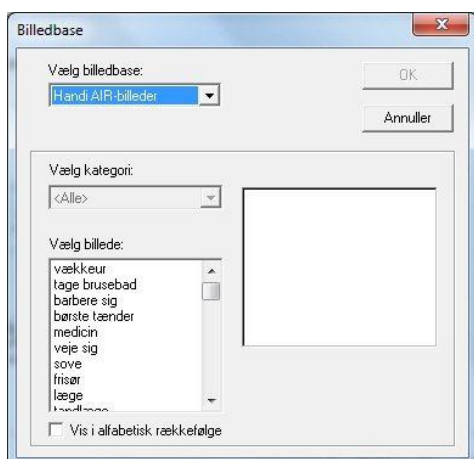 Billedbase
Vælg billedbase:
Handi AIR-billeder
OK
Annuller
Vælg kategori:
<Alle>
Vælg billede:
vækkeur
tage brusebad
barbere sig
børste tænder
medicin
veje sig
sove
frisør
læge
tandlæge
Vis i alfabetisk rækkefølge